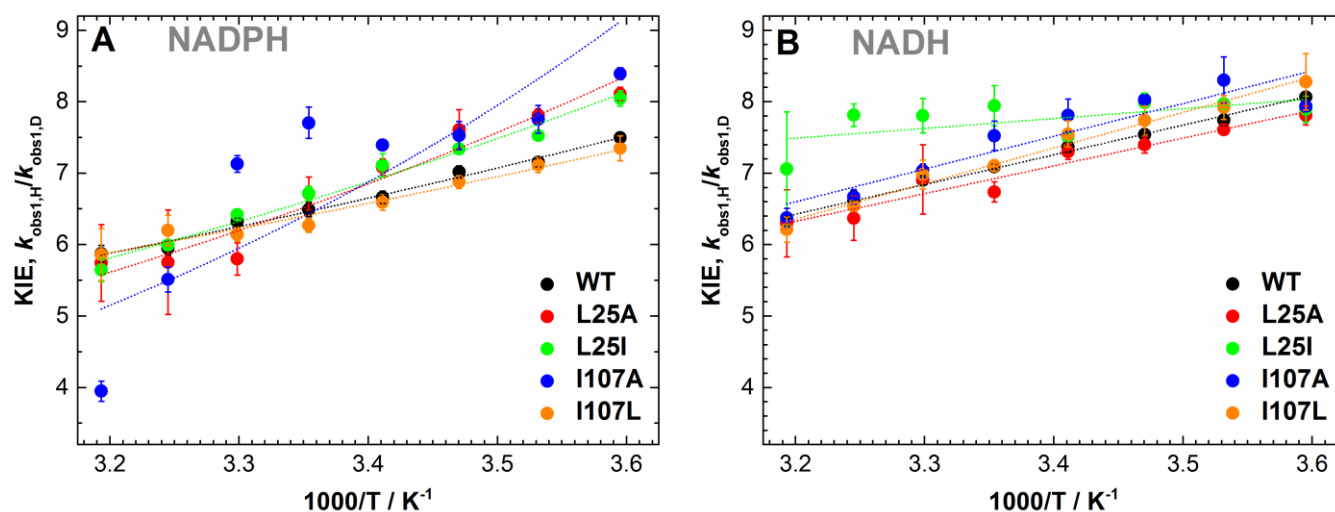 A NADPH
9
8
7
6
5
4
KIE, kobs1,H/kobs1,D
WT
L25A
L25I
I107A
I107L
3.2 3.3 3.4 3.5 3.6
1000/T / K-1
B NADH
9
8
7
6
5
4
KIE, kobs1,H/kobs1,D
WT
L25A
L25I
I107A
I107L
3.2 3.3 3.4 3.5 3.6
1000/T / K-1